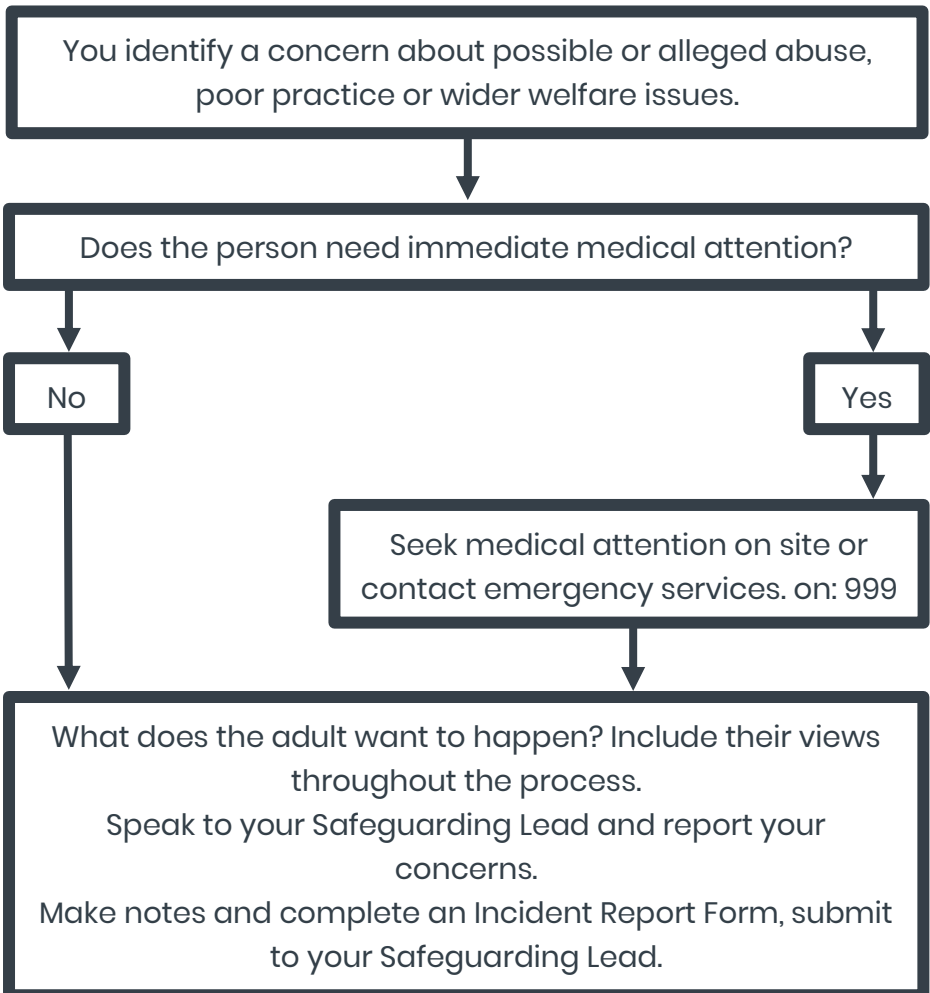 You identify a concern about possible or alleged abuse,
poor practice or wider welfare issues.
Does the person need immediate medical attention?
No
Yes
Seek medical attention on site or
contact emergency services. on: 999
What does the adult want to happen? Include their views
throughout the process.
Speak to your Safeguarding Lead and report your
concerns.
Make notes and complete an Incident Report Form, submit
to your Safeguarding Lead.